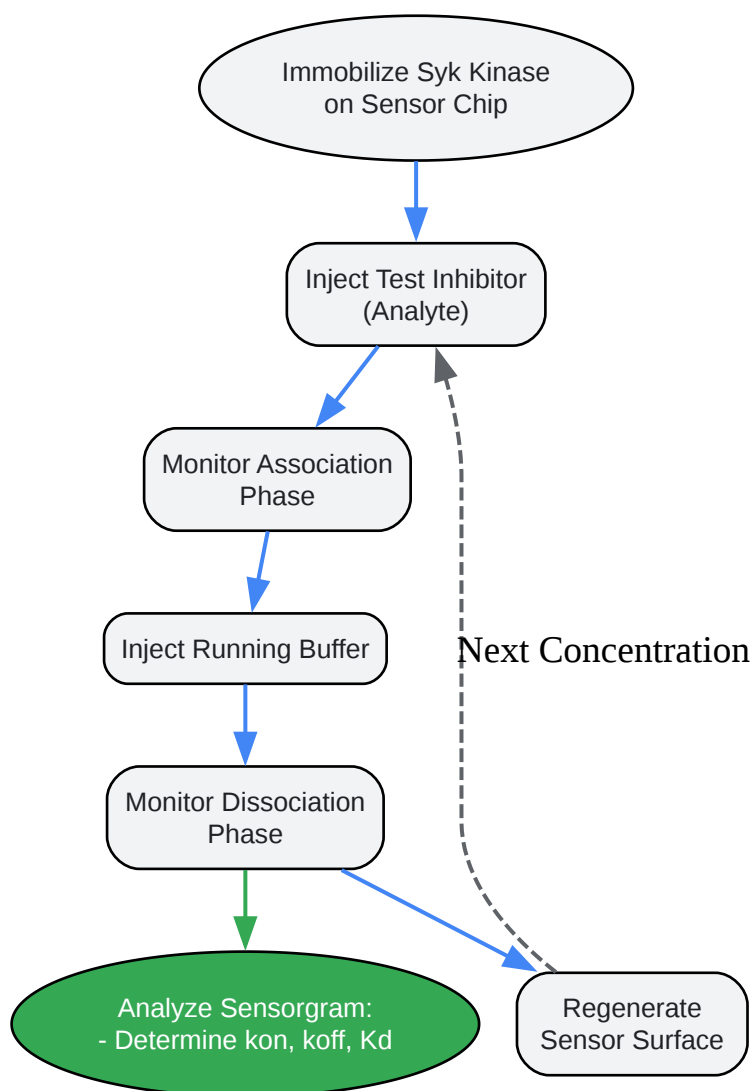 Immobilize Syk Kinase
on Sensor Chip
Inject Test Inhibitor
(Analyte)
Monitor Association
Phase
Inject Running Buffer
Next Concentration
Monitor Dissociation
Phase
Analyze Sensorgram:
- Determine kon, koff, Kd
Regenerate
Sensor Surface